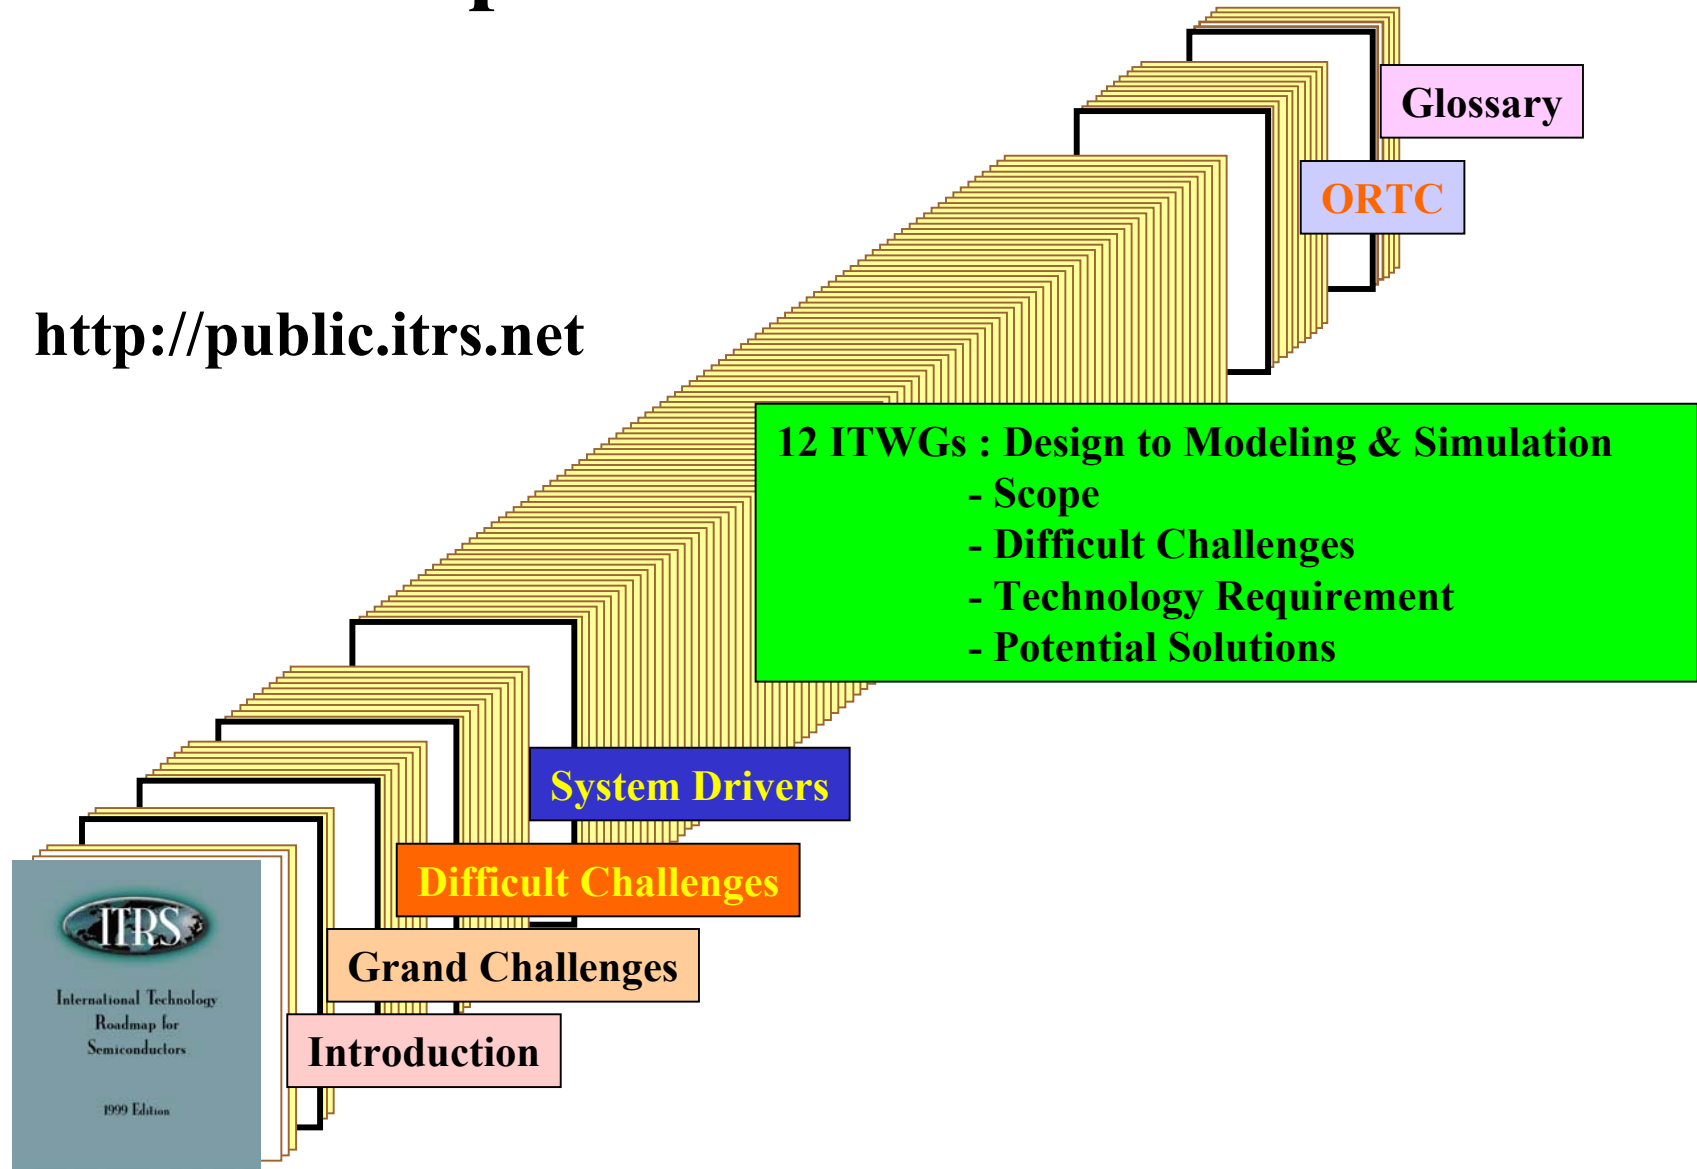 http://public.itrs.net
Glossary
ORTC
12 ITWGs : Design to Modeling & Simulation
- Scope
- Difficult Challenges
- Technology Requirement
- Potential Solutions
System Drivers
Difficult Challenges
Grand Challenges
Introduction
ITRS
International Technology
Roadmap for
Semiconductors
1999 Edition